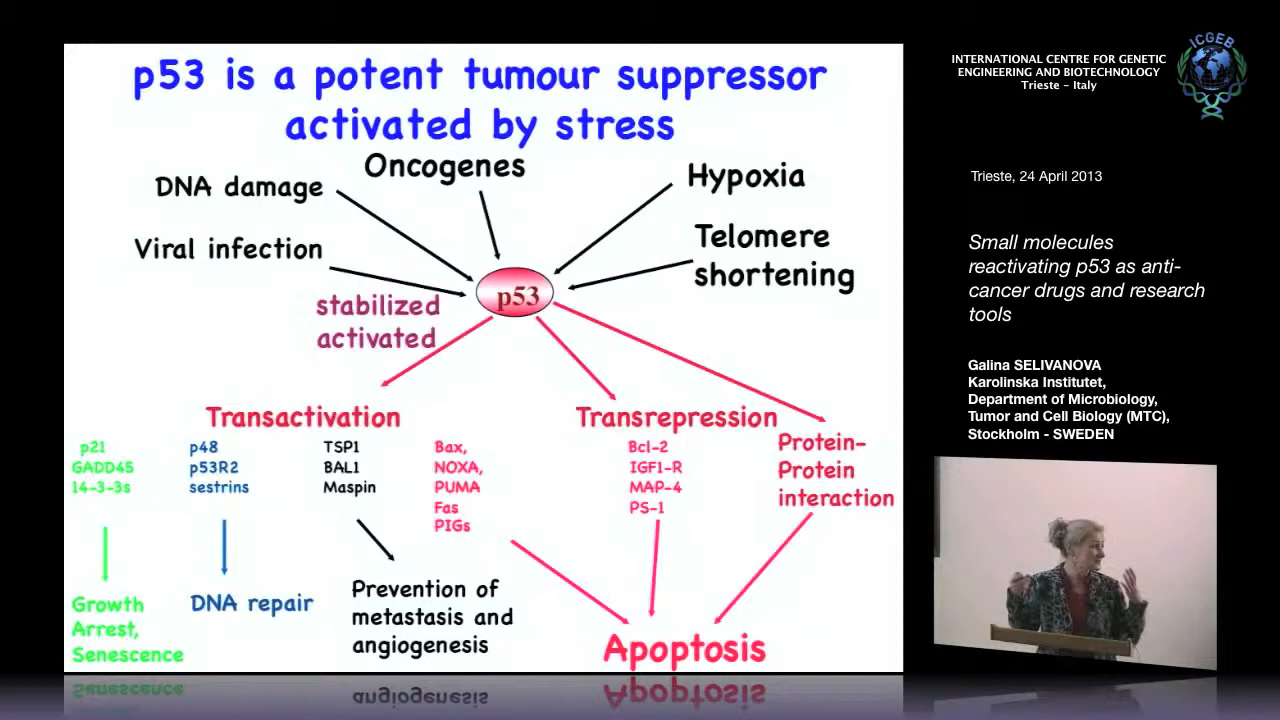 p53 is a potent tumour suppressor
activated by stress
Oncogenes
DNA damage
Hypoxia
Viral infection
Telomere
shortening
p53
stabilized
activated
Transactivation
Transrepression
Protein-
Protein
interaction
p21
GADD45
14-3-3s
p48
p53R2
sestrins
TSP1
BAL1
Maspin
Bax,
NOXA,
PUMA
Fas
PIGs
Bcl-2
IGF1-R
MAP-4
PS-1
Growth
Arrest,
Senescence
DNA repair
Prevention of
metastasis and
angiogenesis
Apoptosis
INTERNATIONAL CENTRE FOR GENETIC
ENGINEERING AND BIOTECHNOLOGY
Trieste – Italy
ICGEB
Trieste, 24 April 2013
Small molecules
reactivating p53 as anti-
cancer drugs and research
tools
Galina SELIVANOVA
Karolinska Institutet,
Department of Microbiology,
Tumor and Cell Biology (MTC),
Stockholm - SWEDEN